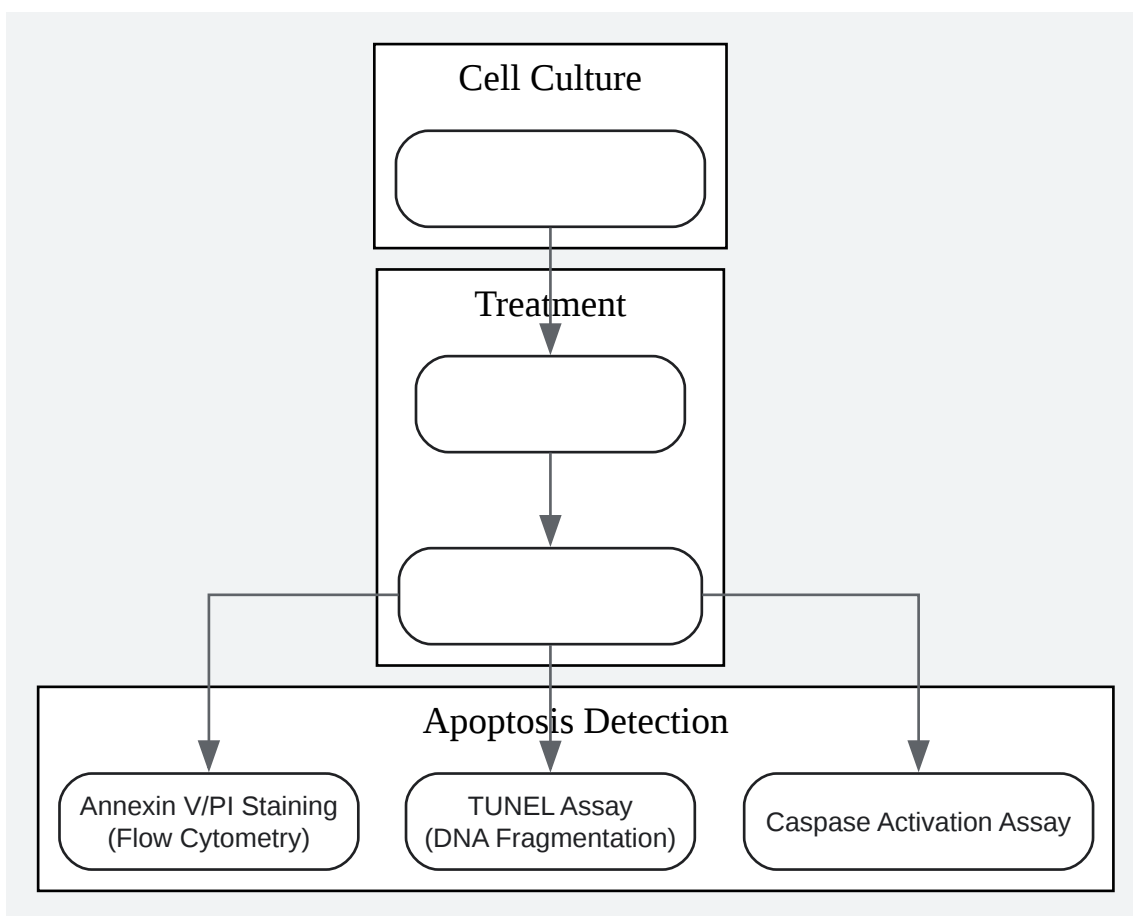 Cell Culture
Treatment
Apoptosis Detection
Annexin V/PI Staining
(Flow Cytometry)
TUNEL Assay
(DNA Fragmentation)
Caspase Activation Assay